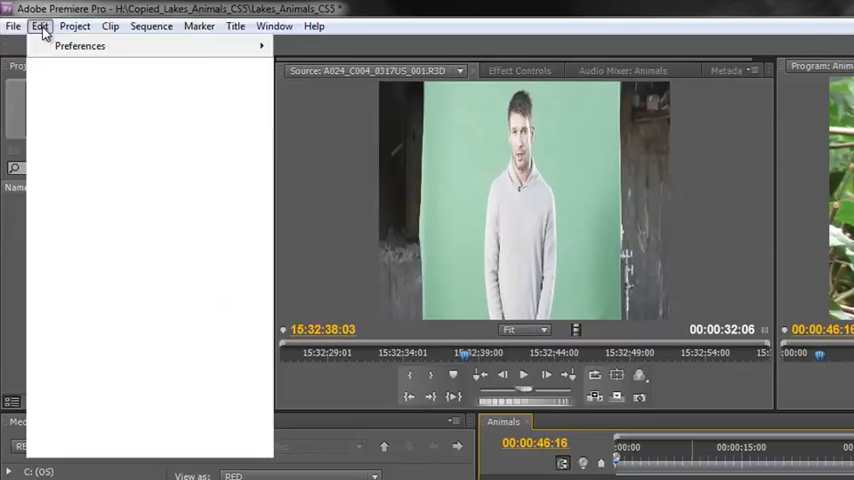 Adobe Premiere Pro - H:\Copied_Lakes_Animals_CS5\Lakes_Animals_CS5 *
File Edit Project Clip Sequence Marker Title Window Help
Preferences
Proj
Source: A024_C004_0317US_001.R3D Effect Controls Audio Mixer: Animals Metada
Program: Anim
Name
15:32:38:03 Fit 00:00:32:06 00:00:46:16
15:32:29:01 15:32:34:01 15:32:39:00 15:32:44:00 15:32:49:00 15:32:54:00 15: :00:00
Med
Animals
00:00:46:16
:00:00 00:00:15:00
C: (OS)
View as: RED